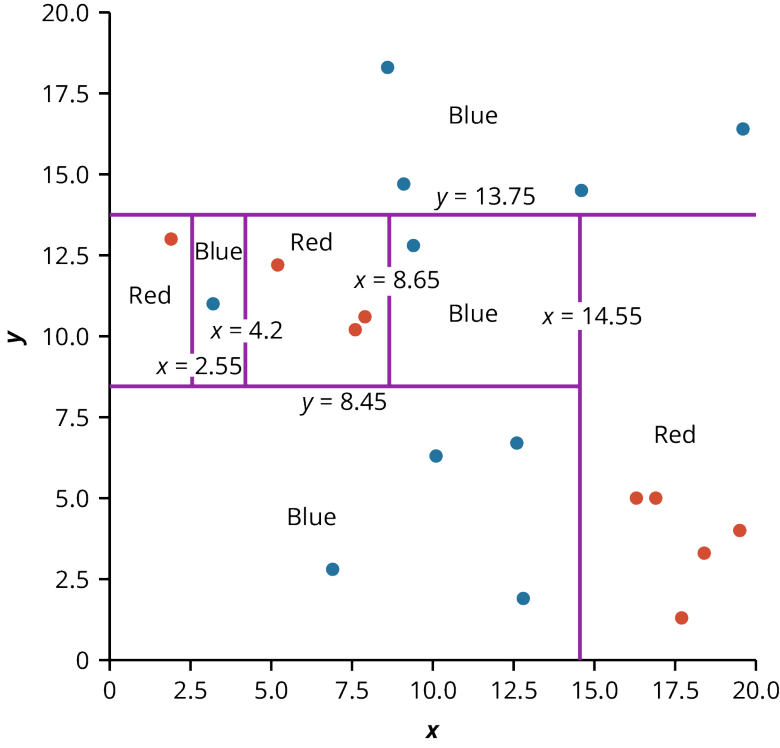 20.0
17.5
15.0
12.5
10.0
7.5
5.0
2.5
0
y
Blue
y = 13.75
Blue
Red
Red
x = 8.65
Blue
x = 14.55
x = 4.2
x = 2.55
y = 8.45
Red
Blue
0 2.5 5.0 7.5 10.0 12.5 15.0 17.5 20.0
x